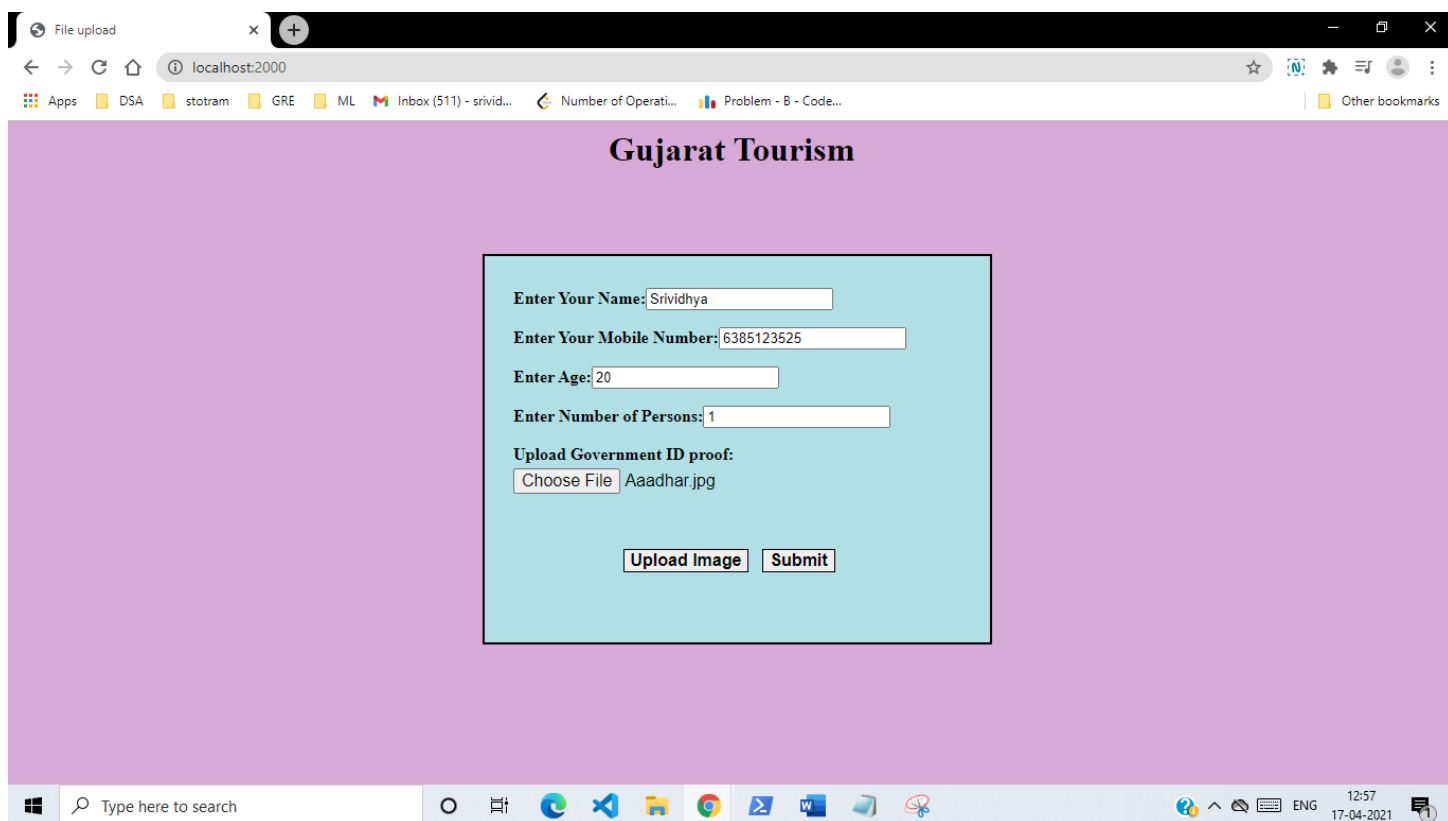 File upload
localhost:2000
Apps DSA stotram GRE ML Inbox (511) - srivid... Number of Operati... Problem - B - Code... Other bookmarks
Gujarat Tourism
Enter Your Name: Srividhya
Enter Your Mobile Number: 6385123525
Enter Age: 20
Enter Number of Persons: 1
Upload Government ID proof:
Choose File Aaadhar.jpg
Upload Image Submit
Type here to search ENG 12:57
17-04-2021